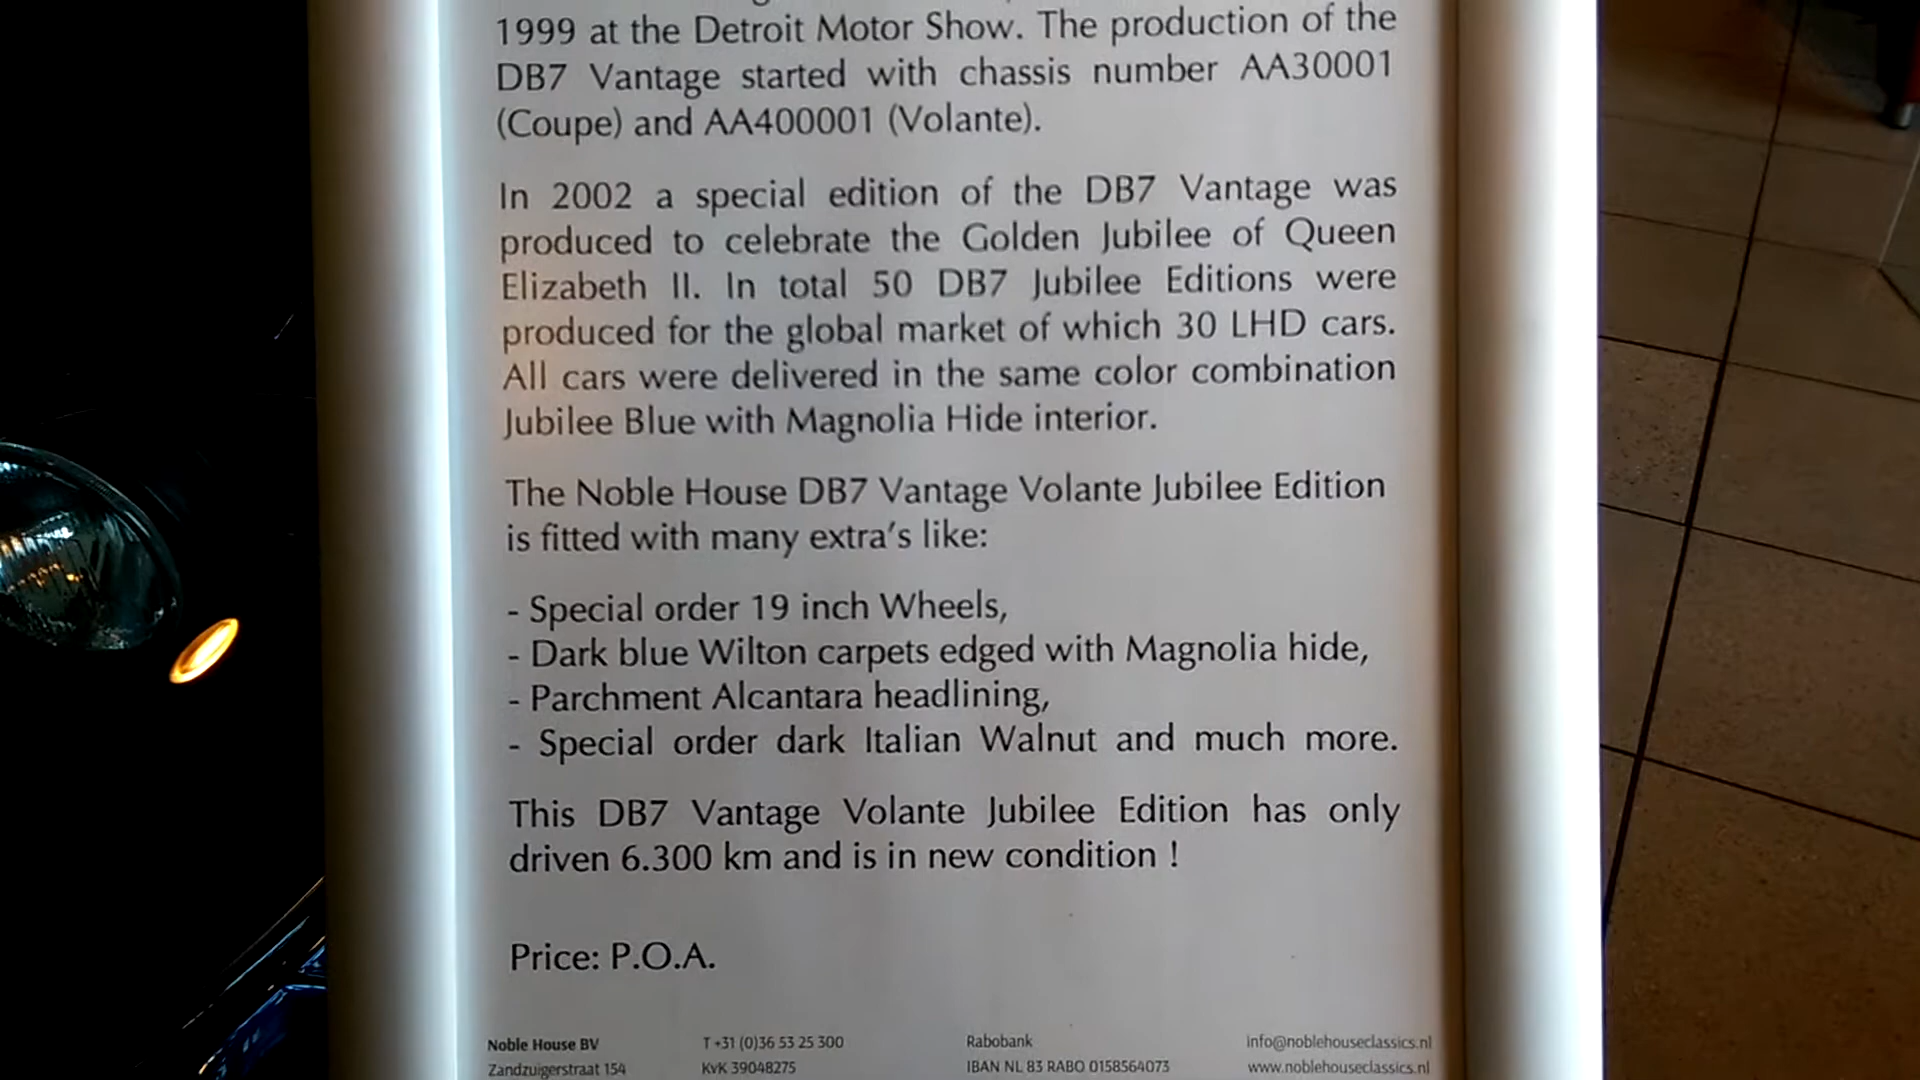 1999 at the Detroit Motor Show. The production of the
DB7 Vantage started with chassis number AA30001
(Coupe) and AA400001 (Volante).
In 2002 a special edition of the DB7 Vantage was
produced to celebrate the Golden Jubilee of Queen
Elizabeth II. In total 50 DB7 Jubilee Editions were
produced for the global market of which 30 LHD cars.
All cars were delivered in the same color combination
Jubilee Blue with Magnolia Hide interior.
The Noble House DB7 Vantage Volante Jubilee Edition
is fitted with many extra's like:
- Special order 19 inch Wheels,
- Dark blue Wilton carpets edged with Magnolia hide,
- Parchment Alcantara headlining,
- Special order dark Italian Walnut and much more.
This DB7 Vantage Volante Jubilee Edition has only
driven 6.300 km and is in new condition !
Price: P.O.A.
Noble House BV T +31 (0)36 53 25 300 Rabobank info@noblehouseclassics.nl
Zandzuigerstraat 154 KvK 39048275 IBAN NL 83 RABO 0158564073 www.noblehouseclassics.nl